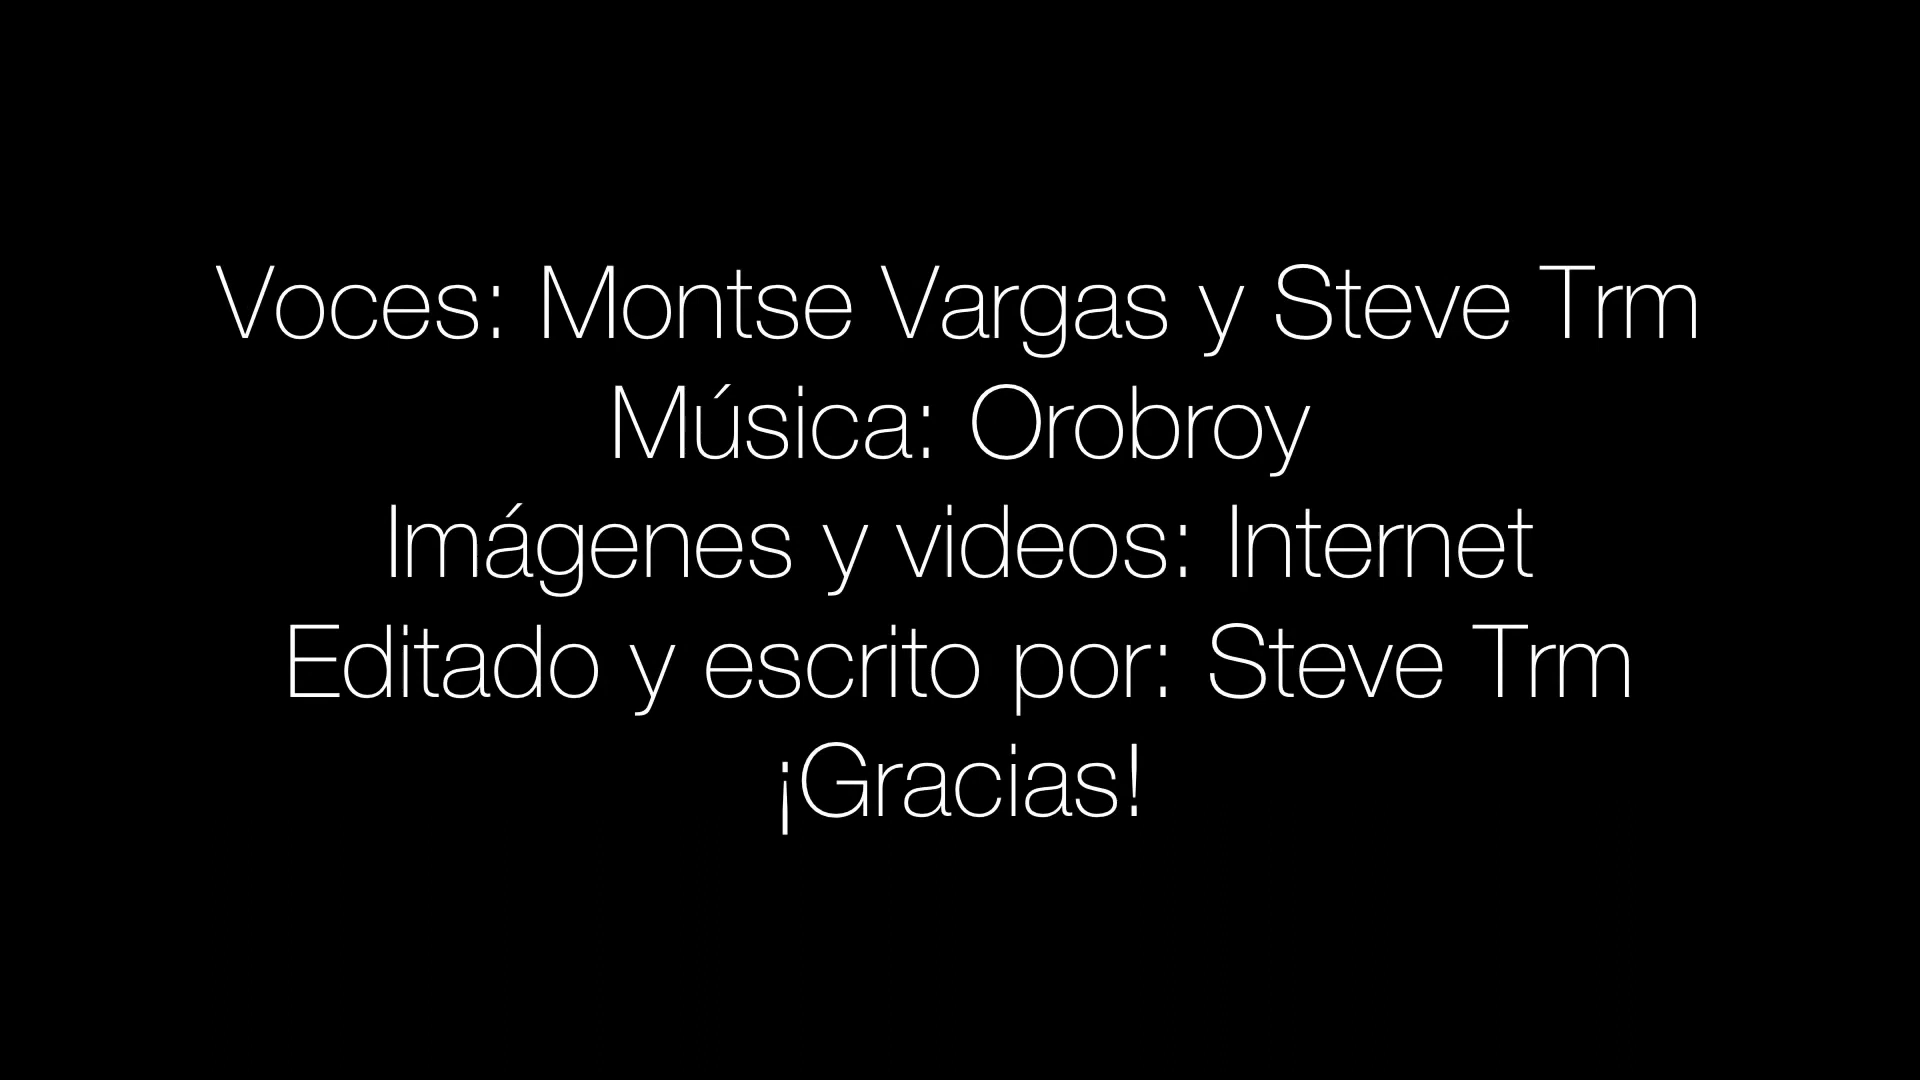 Voces: Montse Vargas y Steve Trm
Música: Orobroy
Imágenes y videos: Internet
Editado y escrito por: Steve Trm
¡Gracias!